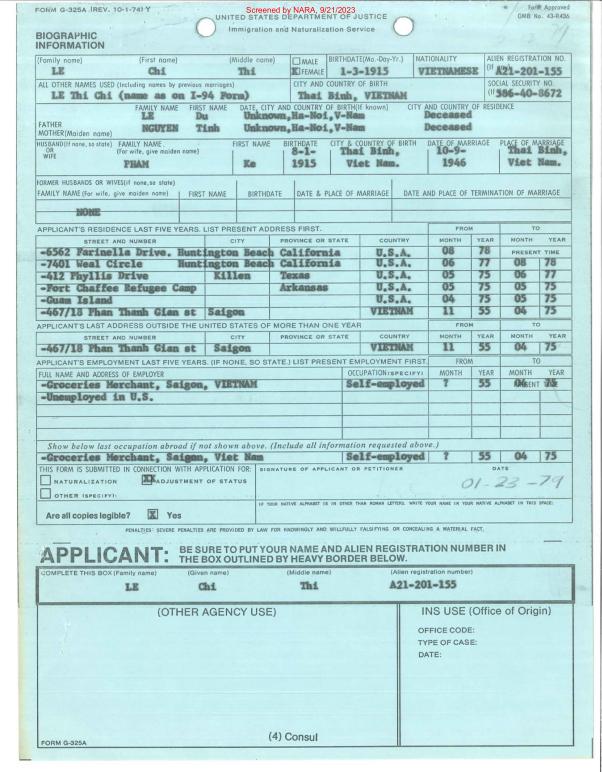 Screened by NARA, 9/21/2023
FORM G-325A (REV. 10-1-74) Y
UNITED STATES DEPARTMENT OF JUSTICE
Form Approved
OMB No. 43-R436
Immigration and Naturalization Service
BIOGRAPHIC
INFORMATION
(Family name) (First name) (Middle name) MALE BIRTHDATE(Mo.-Day-Yr.) NATIONALITY ALIEN REGISTRATION NO.
LE Chi Thi X FEMALE 1-3-1915 VIETNAMESE (If any) A21-201-155
ALL OTHER NAMES USED (Including names by previous marriages) CITY AND COUNTRY OF BIRTH SOCIAL SECURITY NO.
LE Thi Chi (name as on I-94 Form) Thai Binh, VIETNAM 586-40-8672
FAMILY NAME FIRST NAME DATE, CITY AND COUNTRY OF BIRTH(If known) CITY AND COUNTRY OF RESIDENCE
FATHER LE Du Unknown,Ha-Noi,V-Nam Deceased
MOTHER(Maiden name) NGUYEN Tinh Unknown,Ha-Noi,V-Nam Deceased
HUSBAND(If none, so state) OR WIFE FAMILY NAME (For wife, give maiden name) FIRST NAME BIRTHDATE CITY & COUNTRY OF BIRTH DATE OF MARRIAGE PLACE OF MARRIAGE
8-1- Thai Binh, 10-9- Thai Binh,
PHAM Ke 1915 Viet Nam. 1946 Viet Nam.
FORMER HUSBANDS OR WIVES(if none,so state)
FAMILY NAME (For wife, give maiden name) FIRST NAME BIRTHDATE DATE & PLACE OF MARRIAGE DATE AND PLACE OF TERMINATION OF MARRIAGE
NONE
APPLICANT'S RESIDENCE LAST FIVE YEARS. LIST PRESENT ADDRESS FIRST. FROM TO
STREET AND NUMBER CITY PROVINCE OR STATE COUNTRY MONTH YEAR MONTH YEAR
-6562 Farinella Drive. Huntington Beach California U.S.A. 08 78 PRESENT TIME
-7401 Weal Circle Huntington Beach California U.S.A. 06 77 08 78
-412 Phyllis Drive Killen Texas U.S.A. 05 75 06 77
-Fort Chaffee Refugee Camp Arkansas U.S.A. 05 75 05 75
-Guam Island U.S.A. 04 75 05 75
-467/18 Phan Thanh Gian st Saigon VIETNAM 11 55 04 75
APPLICANT'S LAST ADDRESS OUTSIDE THE UNITED STATES OF MORE THAN ONE YEAR FROM TO
STREET AND NUMBER CITY PROVINCE OR STATE COUNTRY MONTH YEAR MONTH YEAR
-467/18 Phan Thanh Gian st Saigon VIETNAM 11 55 04 75
APPLICANT'S EMPLOYMENT LAST FIVE YEARS. (IF NONE, SO STATE.) LIST PRESENT EMPLOYMENT FIRST. FROM TO
FULL NAME AND ADDRESS OF EMPLOYER OCCUPATION(SPECIFY) MONTH YEAR MONTH YEAR
-Groceries Merchant, Saigon, VIETNAM Self-employed ? 55 04 75
-Unemployed in U.S.
Show below last occupation abroad if not shown above. (Include all information requested above.)
-Groceries Merchant, Saigon, Viet Nam Self-employed ? 55 04 75
THIS FORM IS SUBMITTED IN CONNECTION WITH APPLICATION FOR: SIGNATURE OF APPLICANT OR PETITIONER DATE
NATURALIZATION XX ADJUSTMENT OF STATUS 01-23-79
OTHER (SPECIFY):
IF YOUR NATIVE ALPHABET IS IN OTHER THAN ROMAN LETTERS, WRITE YOUR NAME IN YOUR NATIVE ALPHABET IN THIS SPACE:
Are all copies legible? X Yes
PENALTIES: SEVERE PENALTIES ARE PROVIDED BY LAW FOR KNOWINGLY AND WILLFULLY FALSIFYING OR CONCEALING A MATERIAL FACT.
APPLICANT: BE SURE TO PUT YOUR NAME AND ALIEN REGISTRATION NUMBER IN
THE BOX OUTLINED BY HEAVY BORDER BELOW.
COMPLETE THIS BOX (Family name) (Given name) (Middle name) (Alien registration number)
LE Chi Thi A21-201-155
(OTHER AGENCY USE) INS USE (Office of Origin)
OFFICE CODE:
TYPE OF CASE:
DATE:
(4) Consul
FORM G-325A